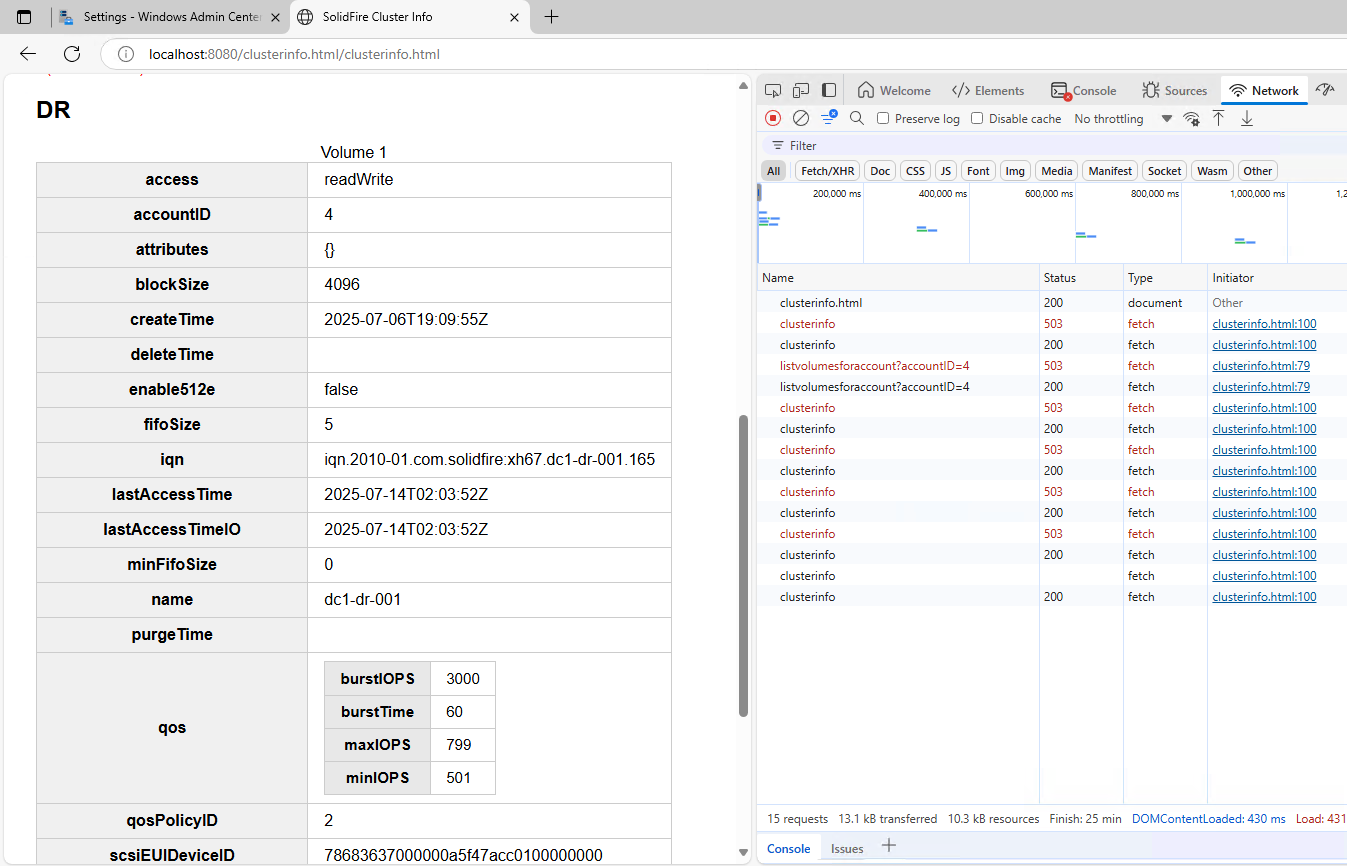 Settings - Windows Admin Center
SolidFire Cluster Info
localhost:8080/clusterinfo.html/clusterinfo.html
DR
Volume 1
access readWrite
accountID 4
attributes {}
blockSize 4096
createTime 2025-07-06T19:09:55Z
deleteTime
enable512e false
fifoSize 5
iqn iqn.2010-01.com.solidfire:xh67.dc1-dr-001.165
lastAccessTime 2025-07-14T02:03:52Z
lastAccessTimeIO 2025-07-14T02:03:52Z
minFifoSize 0
name dc1-dr-001
purgeTime
qos
burstIOPS 3000
burstTime 60
maxIOPS 799
minIOPS 501
qosPolicyID 2
scsiEUIDeviceID 78683637000000a5f47acc0100000000
Welcome Elements Console Sources Network
Preserve log Disable cache No throttling
Filter
All Fetch/XHR Doc CSS JS Font Img Media Manifest Socket Wasm Other
200,000 ms 400,000 ms 600,000 ms 800,000 ms 1,000,000 ms 1,2
Name Status Type Initiator
clusterinfo.html 200 document Other
clusterinfo 503 fetch clusterinfo.html:100
clusterinfo 200 fetch clusterinfo.html:100
listvolumesforaccount?accountID=4 503 fetch clusterinfo.html:79
listvolumesforaccount?accountID=4 200 fetch clusterinfo.html:79
clusterinfo 503 fetch clusterinfo.html:100
clusterinfo 200 fetch clusterinfo.html:100
clusterinfo 503 fetch clusterinfo.html:100
clusterinfo 200 fetch clusterinfo.html:100
clusterinfo 503 fetch clusterinfo.html:100
clusterinfo 200 fetch clusterinfo.html:100
clusterinfo 503 fetch clusterinfo.html:100
clusterinfo 200 fetch clusterinfo.html:100
clusterinfo fetch clusterinfo.html:100
clusterinfo 200 fetch clusterinfo.html:100
15 requests 13.1 kB transferred 10.3 kB resources Finish: 25 min DOMContentLoaded: 430 ms Load: 431
Console Issues